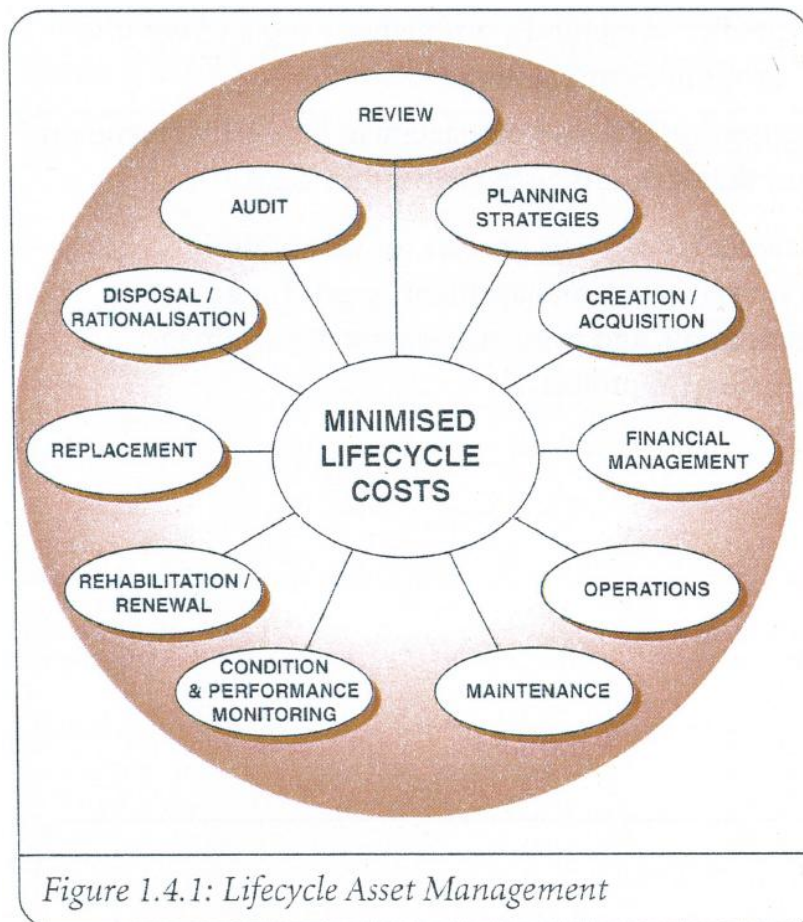 REVIEW
AUDIT
PLANNING
STRATEGIES
DISPOSAL /
RATIONALISATION
CREATION /
ACQUISITION
MINIMISED
LIFECYCLE
COSTS
REPLACEMENT
FINANCIAL
MANAGEMENT
REHABILITATION /
RENEWAL
OPERATIONS
CONDITION
& PERFORMANCE
MONITORING
MAINTENANCE
Figure 1.4.1: Lifecycle Asset Management